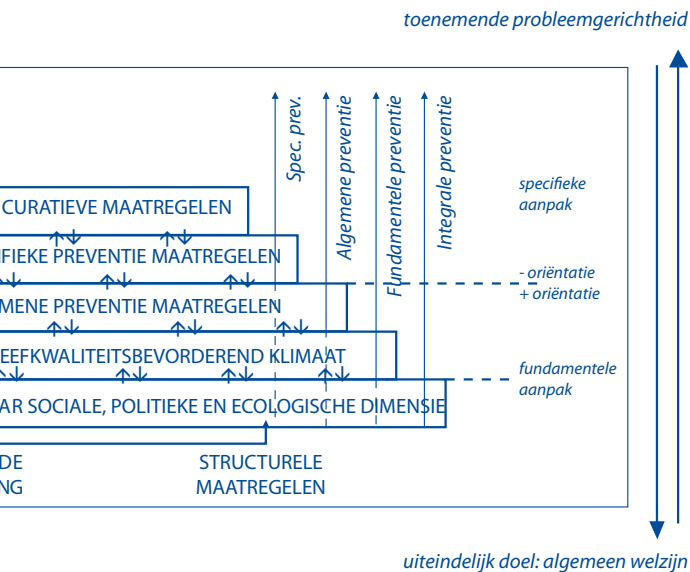 toenemende probleemgerichtheid
Spec. prev.
Algemene preventie
Fundamentele preventie
Integrale preventie
specifieke
aanpak
CURATIEVE MAATREGELEN
FIEKE PREVENTIE MAATREGELEN
- oriëntatie
+ oriëntatie
MENE PREVENTIE MAATREGELEN
EEFKWALITEITSBEVORDEREND KLIMAAT
fundamentele
aanpak
AR SOCIALE, POLITIEKE EN ECOLOGISCHE DIMENSIE
DE
NG
STRUCTURELE
MAATREGELEN
uiteindelijk doel: algemeen welzijn